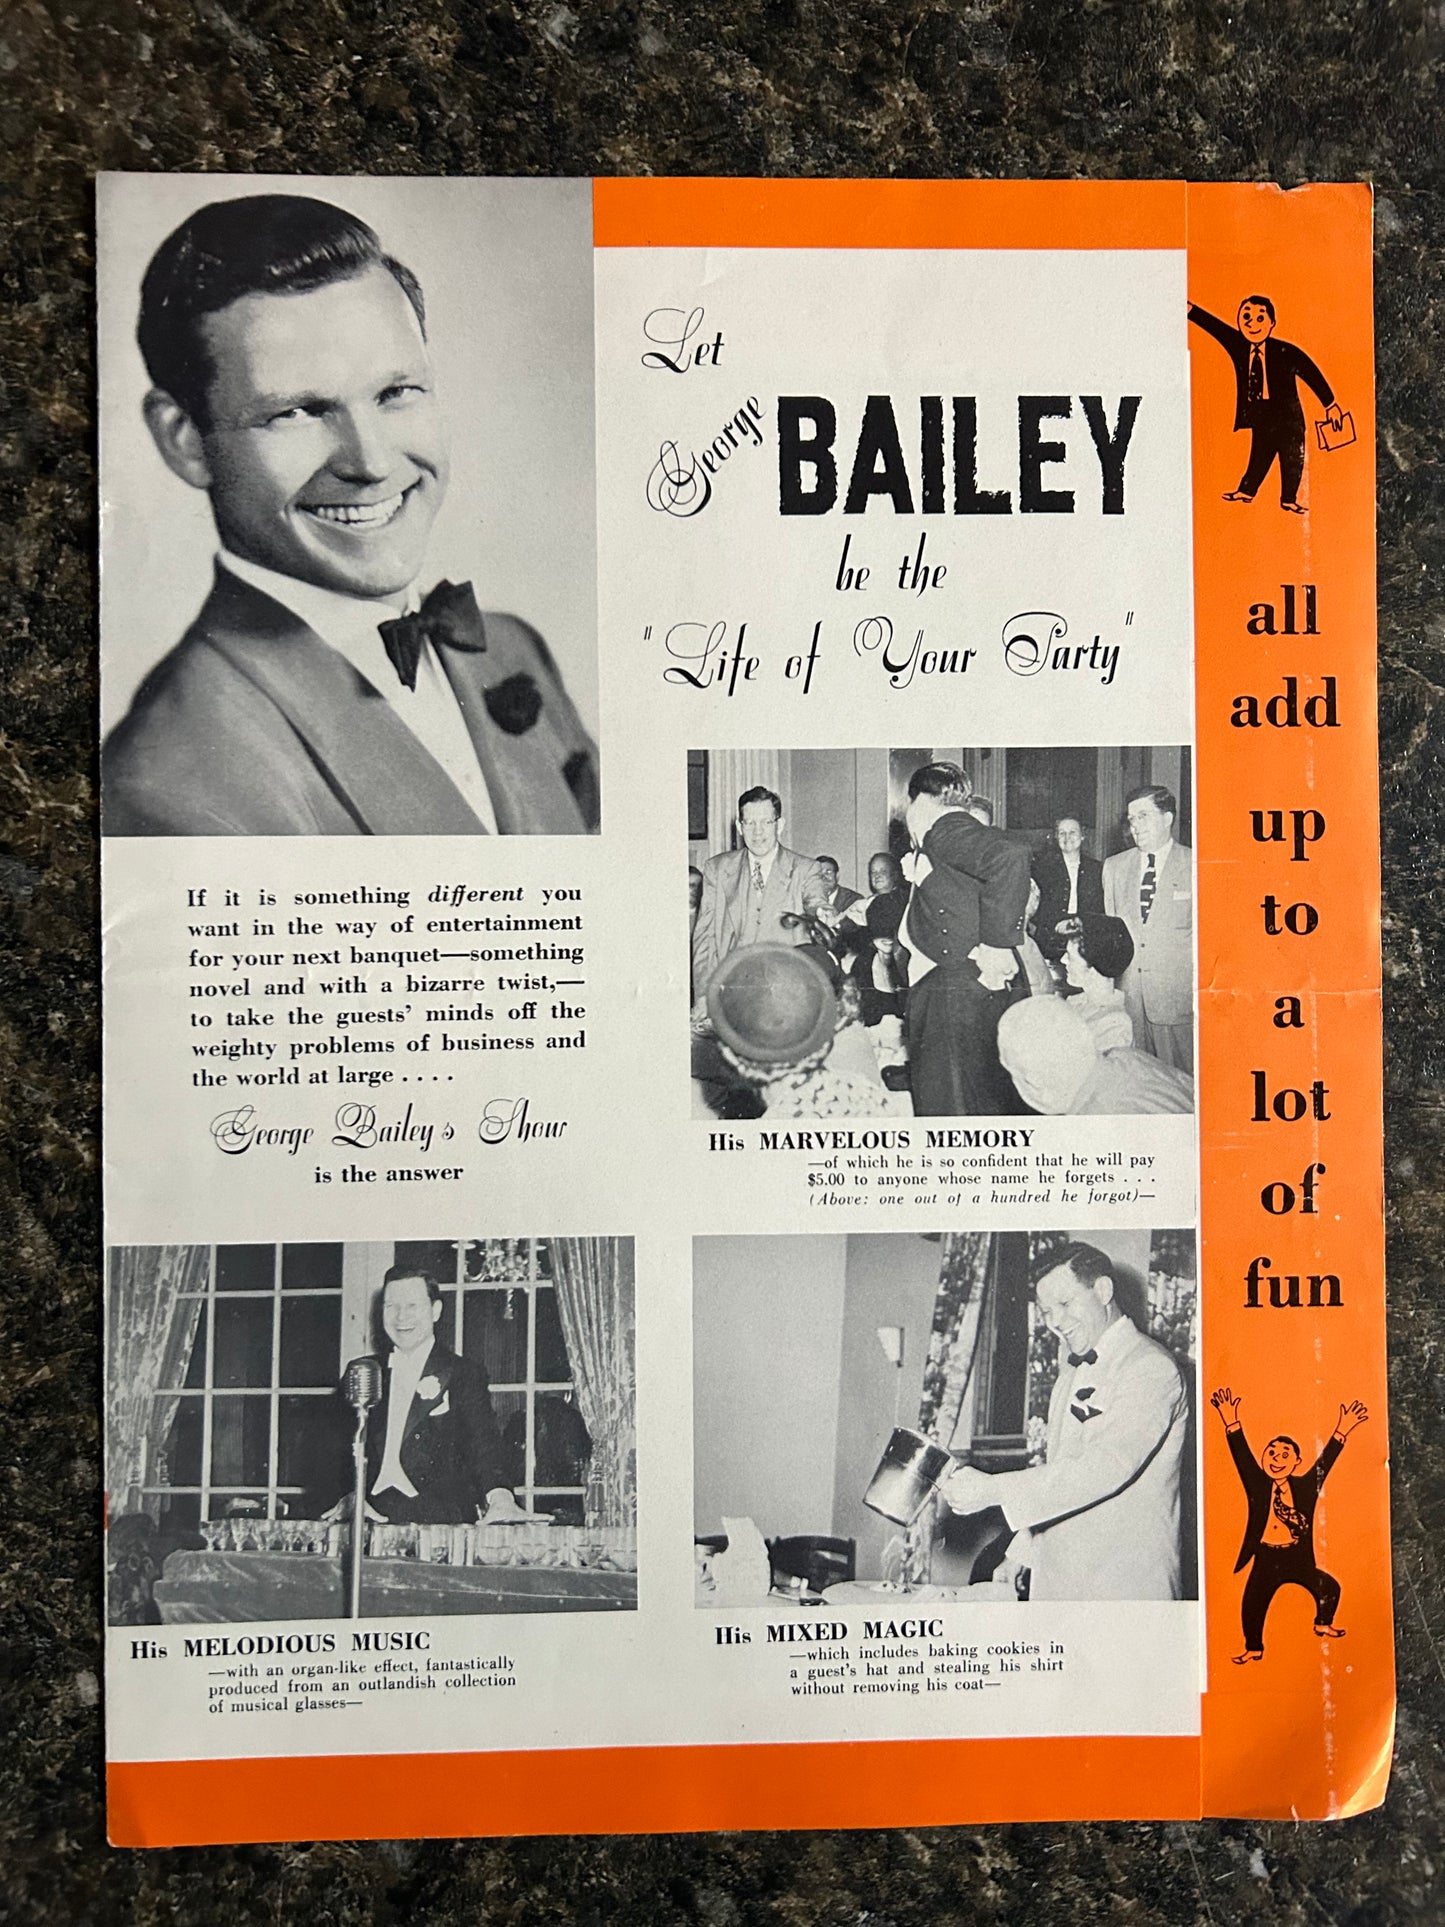 Let
George BAILEY
be the
"Life of Your Party"
If it is something different you
want in the way of entertainment
for your next banquet—something
novel and with a bizarre twist,—
to take the guests' minds off the
weighty problems of business and
the world at large . . . .
George Bailey's Show
is the answer
His MARVELOUS MEMORY
—of which he is so confident that he will pay
$5.00 to anyone whose name he forgets . . .
(Above: one out of a hundred he forgot)—
His MELODIOUS MUSIC
—with an organ-like effect, fantastically
produced from an outlandish collection
of musical glasses—
His MIXED MAGIC
—which includes baking cookies in
a guest's hat and stealing his shirt
without removing his coat—
all
add
up
to
a
lot
of
fun